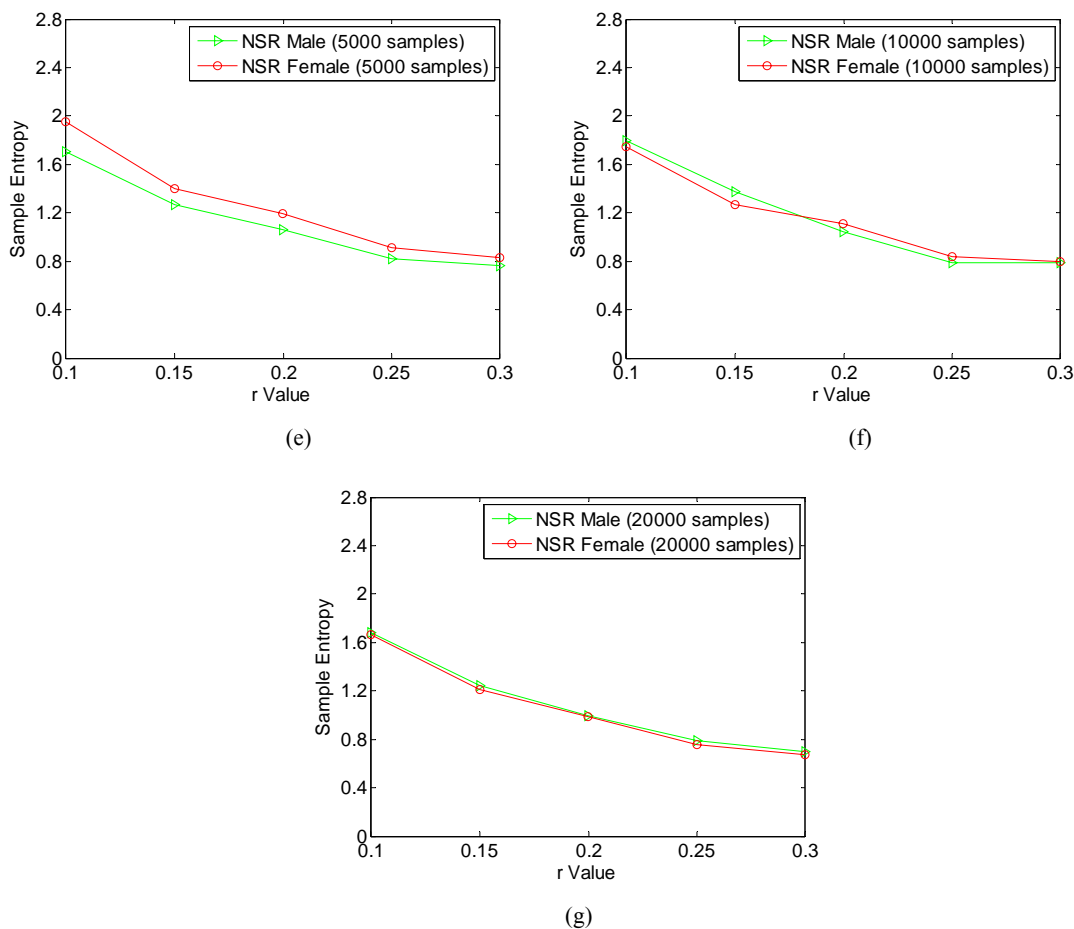 NSR Male (5000 samples)
NSR Female (5000 samples)
2.8
2.4
2
1.6
1.2
0.8
0.4
0
Sample Entropy
0.1
0.15
0.2
0.25
0.3
r Value
(e)
NSR Male (10000 samples)
NSR Female (10000 samples)
2.8
2.4
2
1.6
1.2
0.8
0.4
0
Sample Entropy
0.1
0.15
0.2
0.25
0.3
r Value
(f)
NSR Male (20000 samples)
NSR Female (20000 samples)
2.8
2.4
2
1.6
1.2
0.8
0.4
0
Sample Entropy
0.1
0.15
0.2
0.25
0.3
r Value
(g)